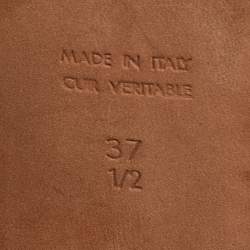 MADE IN ITALY
CUIR VERITABLE
37
1/2